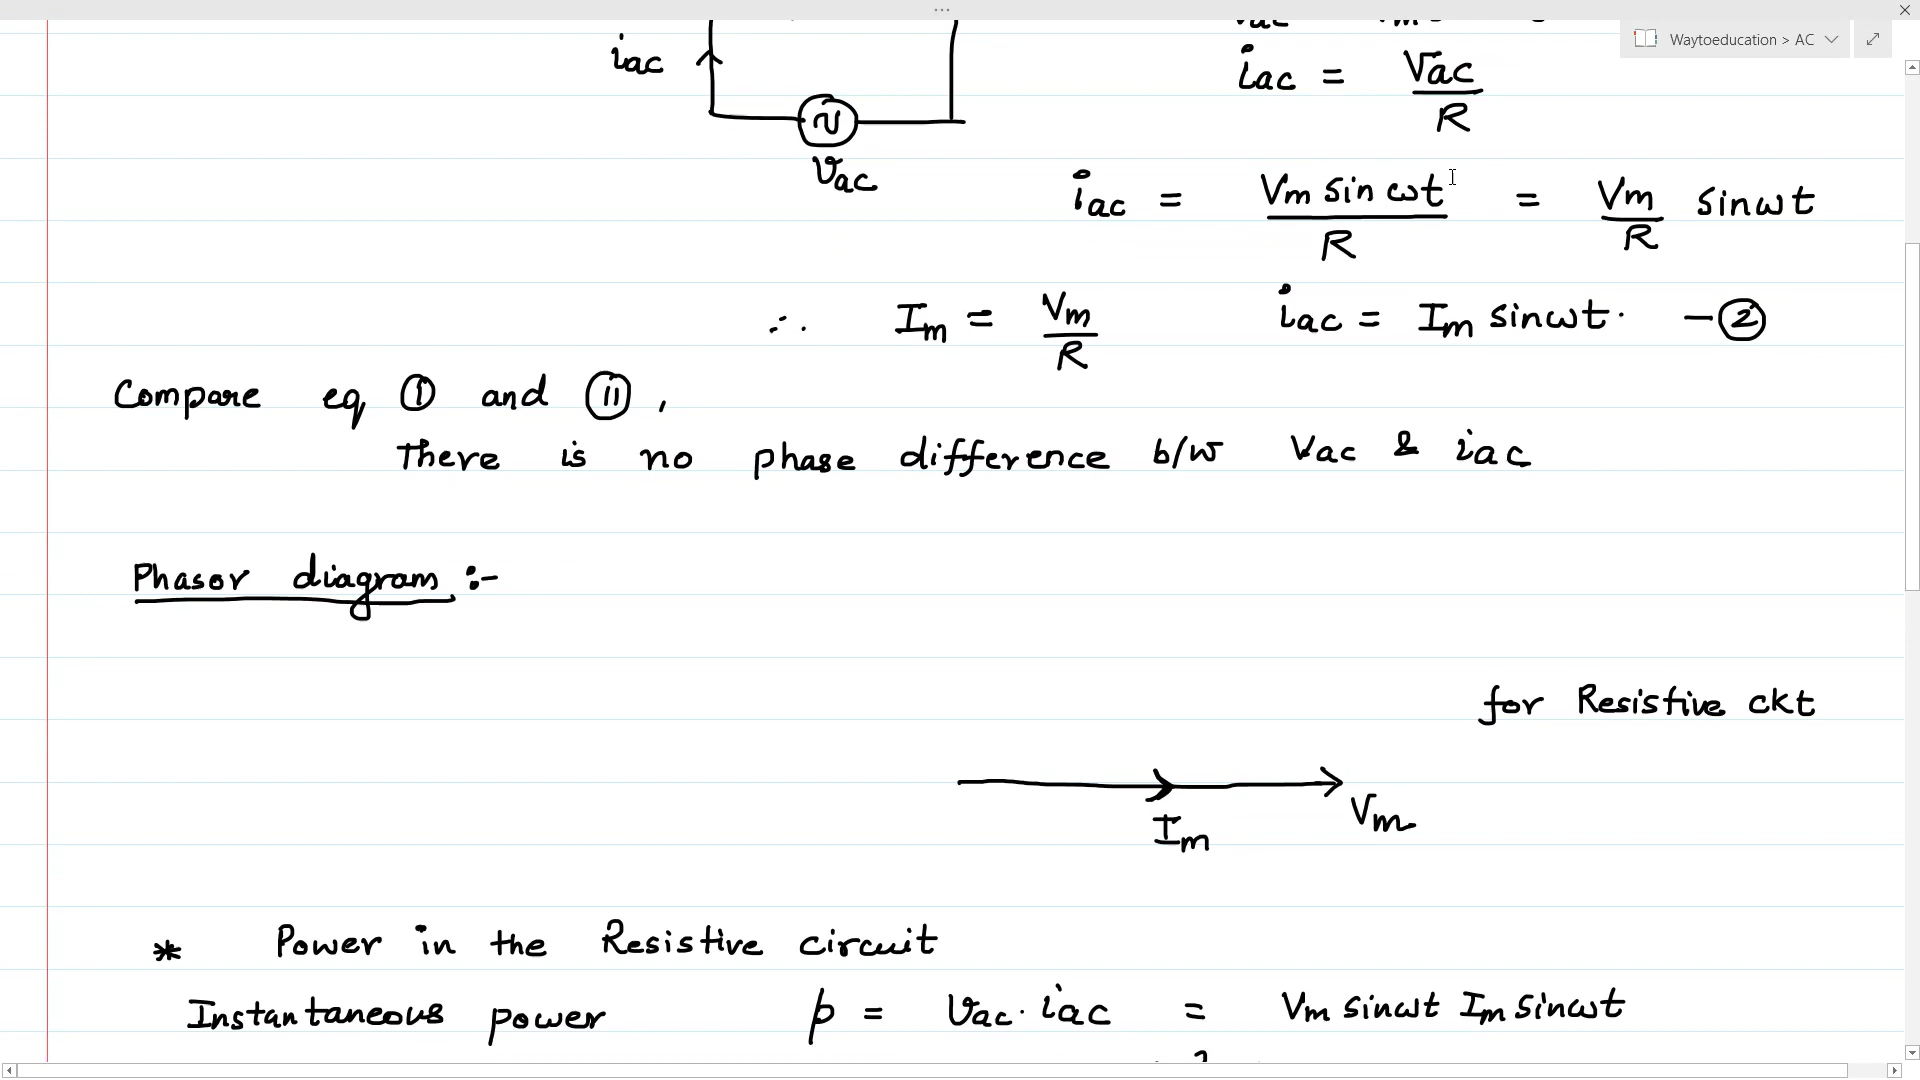 Waytoeducation > AC
iac
iac = Vac / R
Vac
iac = Vm sin ωt / R = Vm / R sinωt
∴ Im = Vm / R iac = Im sinωt. - ②
Compare eq ① and ⑪ ,
There is no phase difference b/w Vac & iac
Phasor diagram :-
for Resistive ckt
Im Vm
* Power in the Resistive circuit
Instantaneous power p = Vac . iac = Vm sinωt Im sinωt